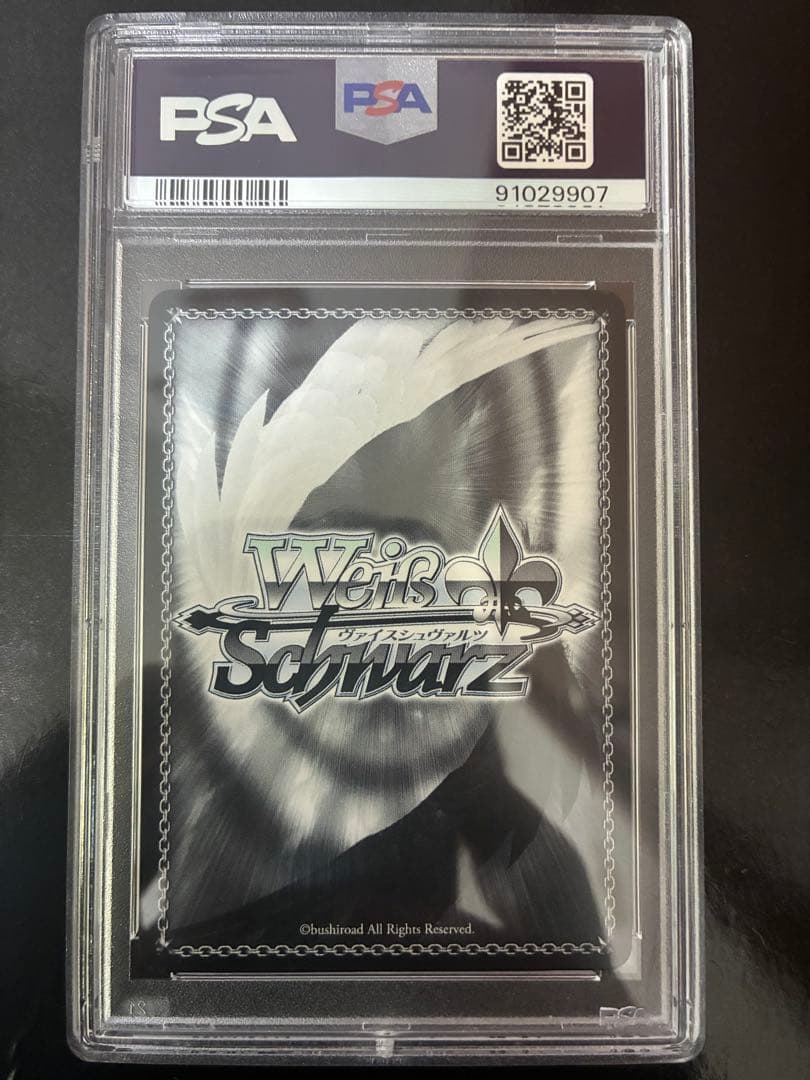 PSA
PSA
91029907
Weiß
ヴァイスシュヴァルツ
Schwarz
©bushiroad All Rights Reserved.